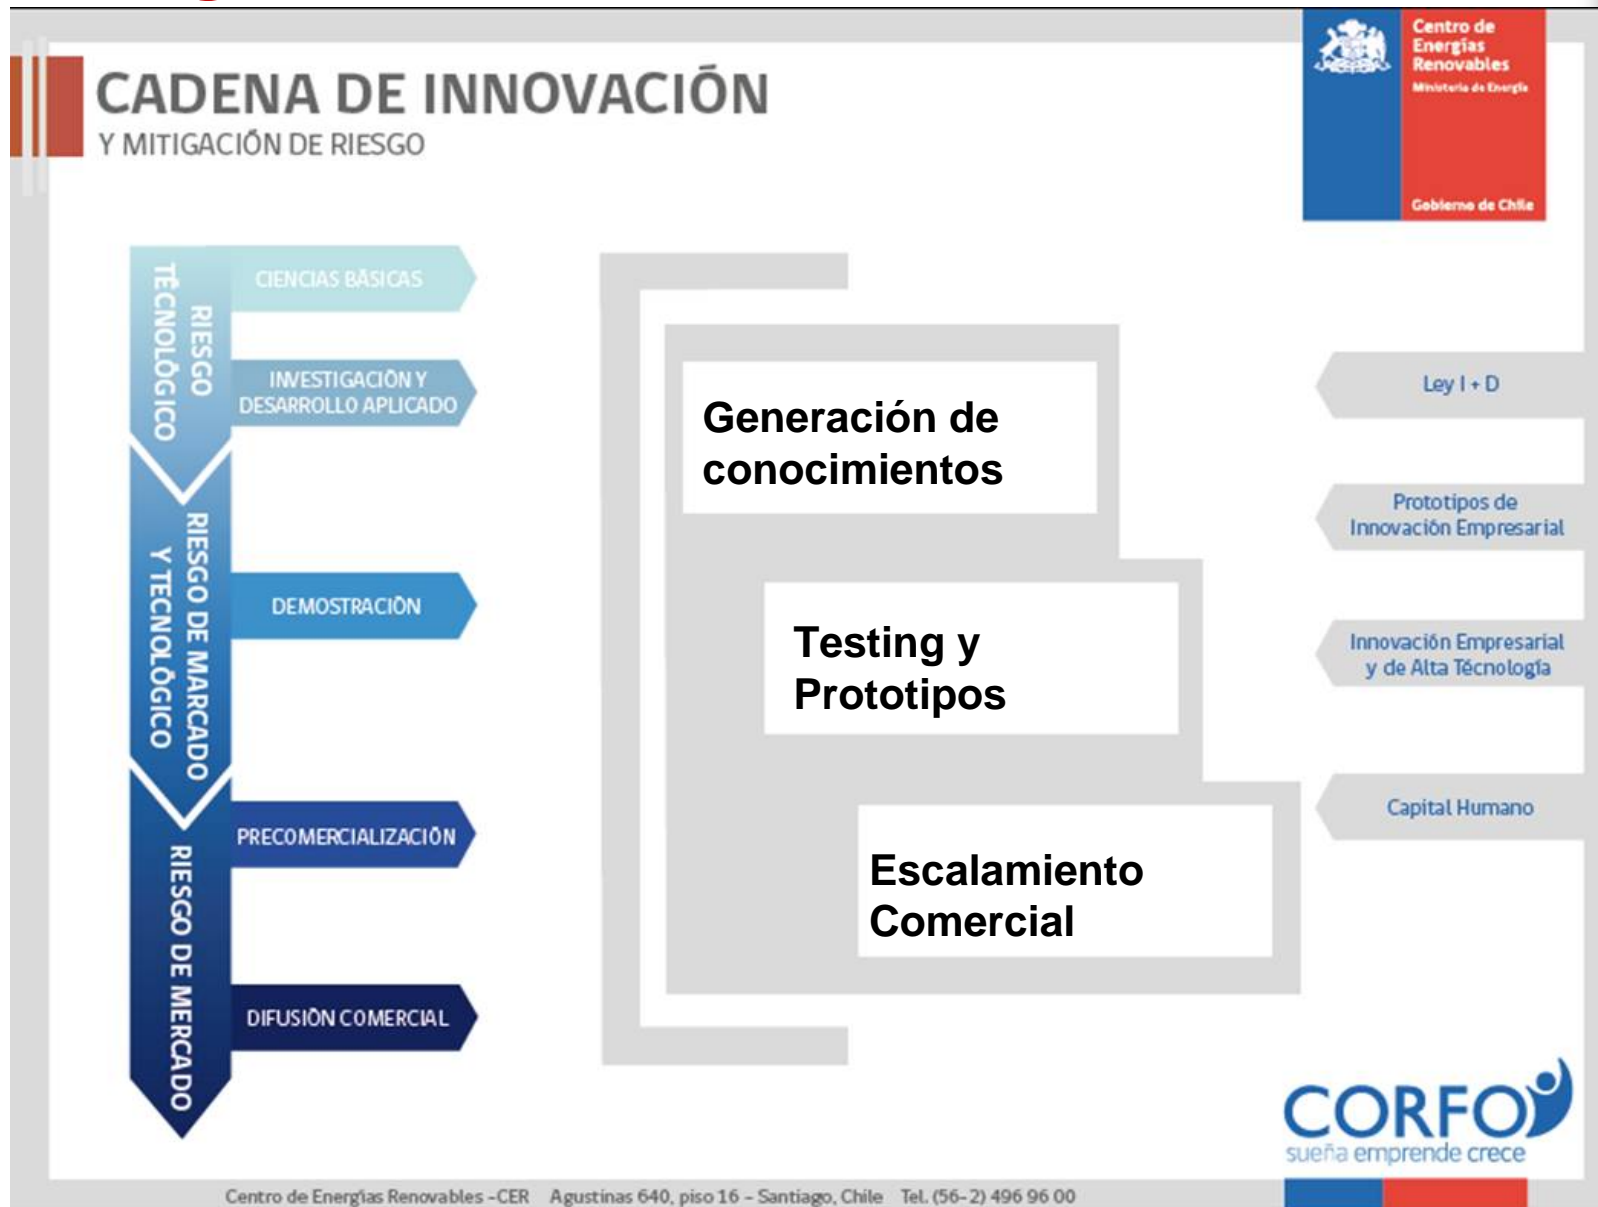 CADENA DE INNOVACIÓN
Y MITIGACIÓN DE RIESGO
Centro de
Energías
Renovables
Ministerio de Energía
Gobierno de Chile
RIESGO
TÉCNOLÓGICO
CIENCIAS BÁSICAS
INVESTIGACIÓN Y
DESARROLLO APLICADO
RIESGO DE MARCADO
Y TECNOLÓGICO
DEMOSTRACIÓN
PRECOMERCIALIZACIÓN
RIESGO DE MERCADO
DIFUSIÓN COMERCIAL
Generación de
conocimientos
Testing y
Prototipos
Escalamiento
Comercial
Ley I + D
Prototipos de
Innovación Empresarial
Innovación Empresarial
y de Alta Técnología
Capital Humano
CORFO
sueña emprende crece
Centro de Energías Renovables -CER Agustinas 640, piso 16 - Santiago, Chile Tel. (56-2) 496 96 00